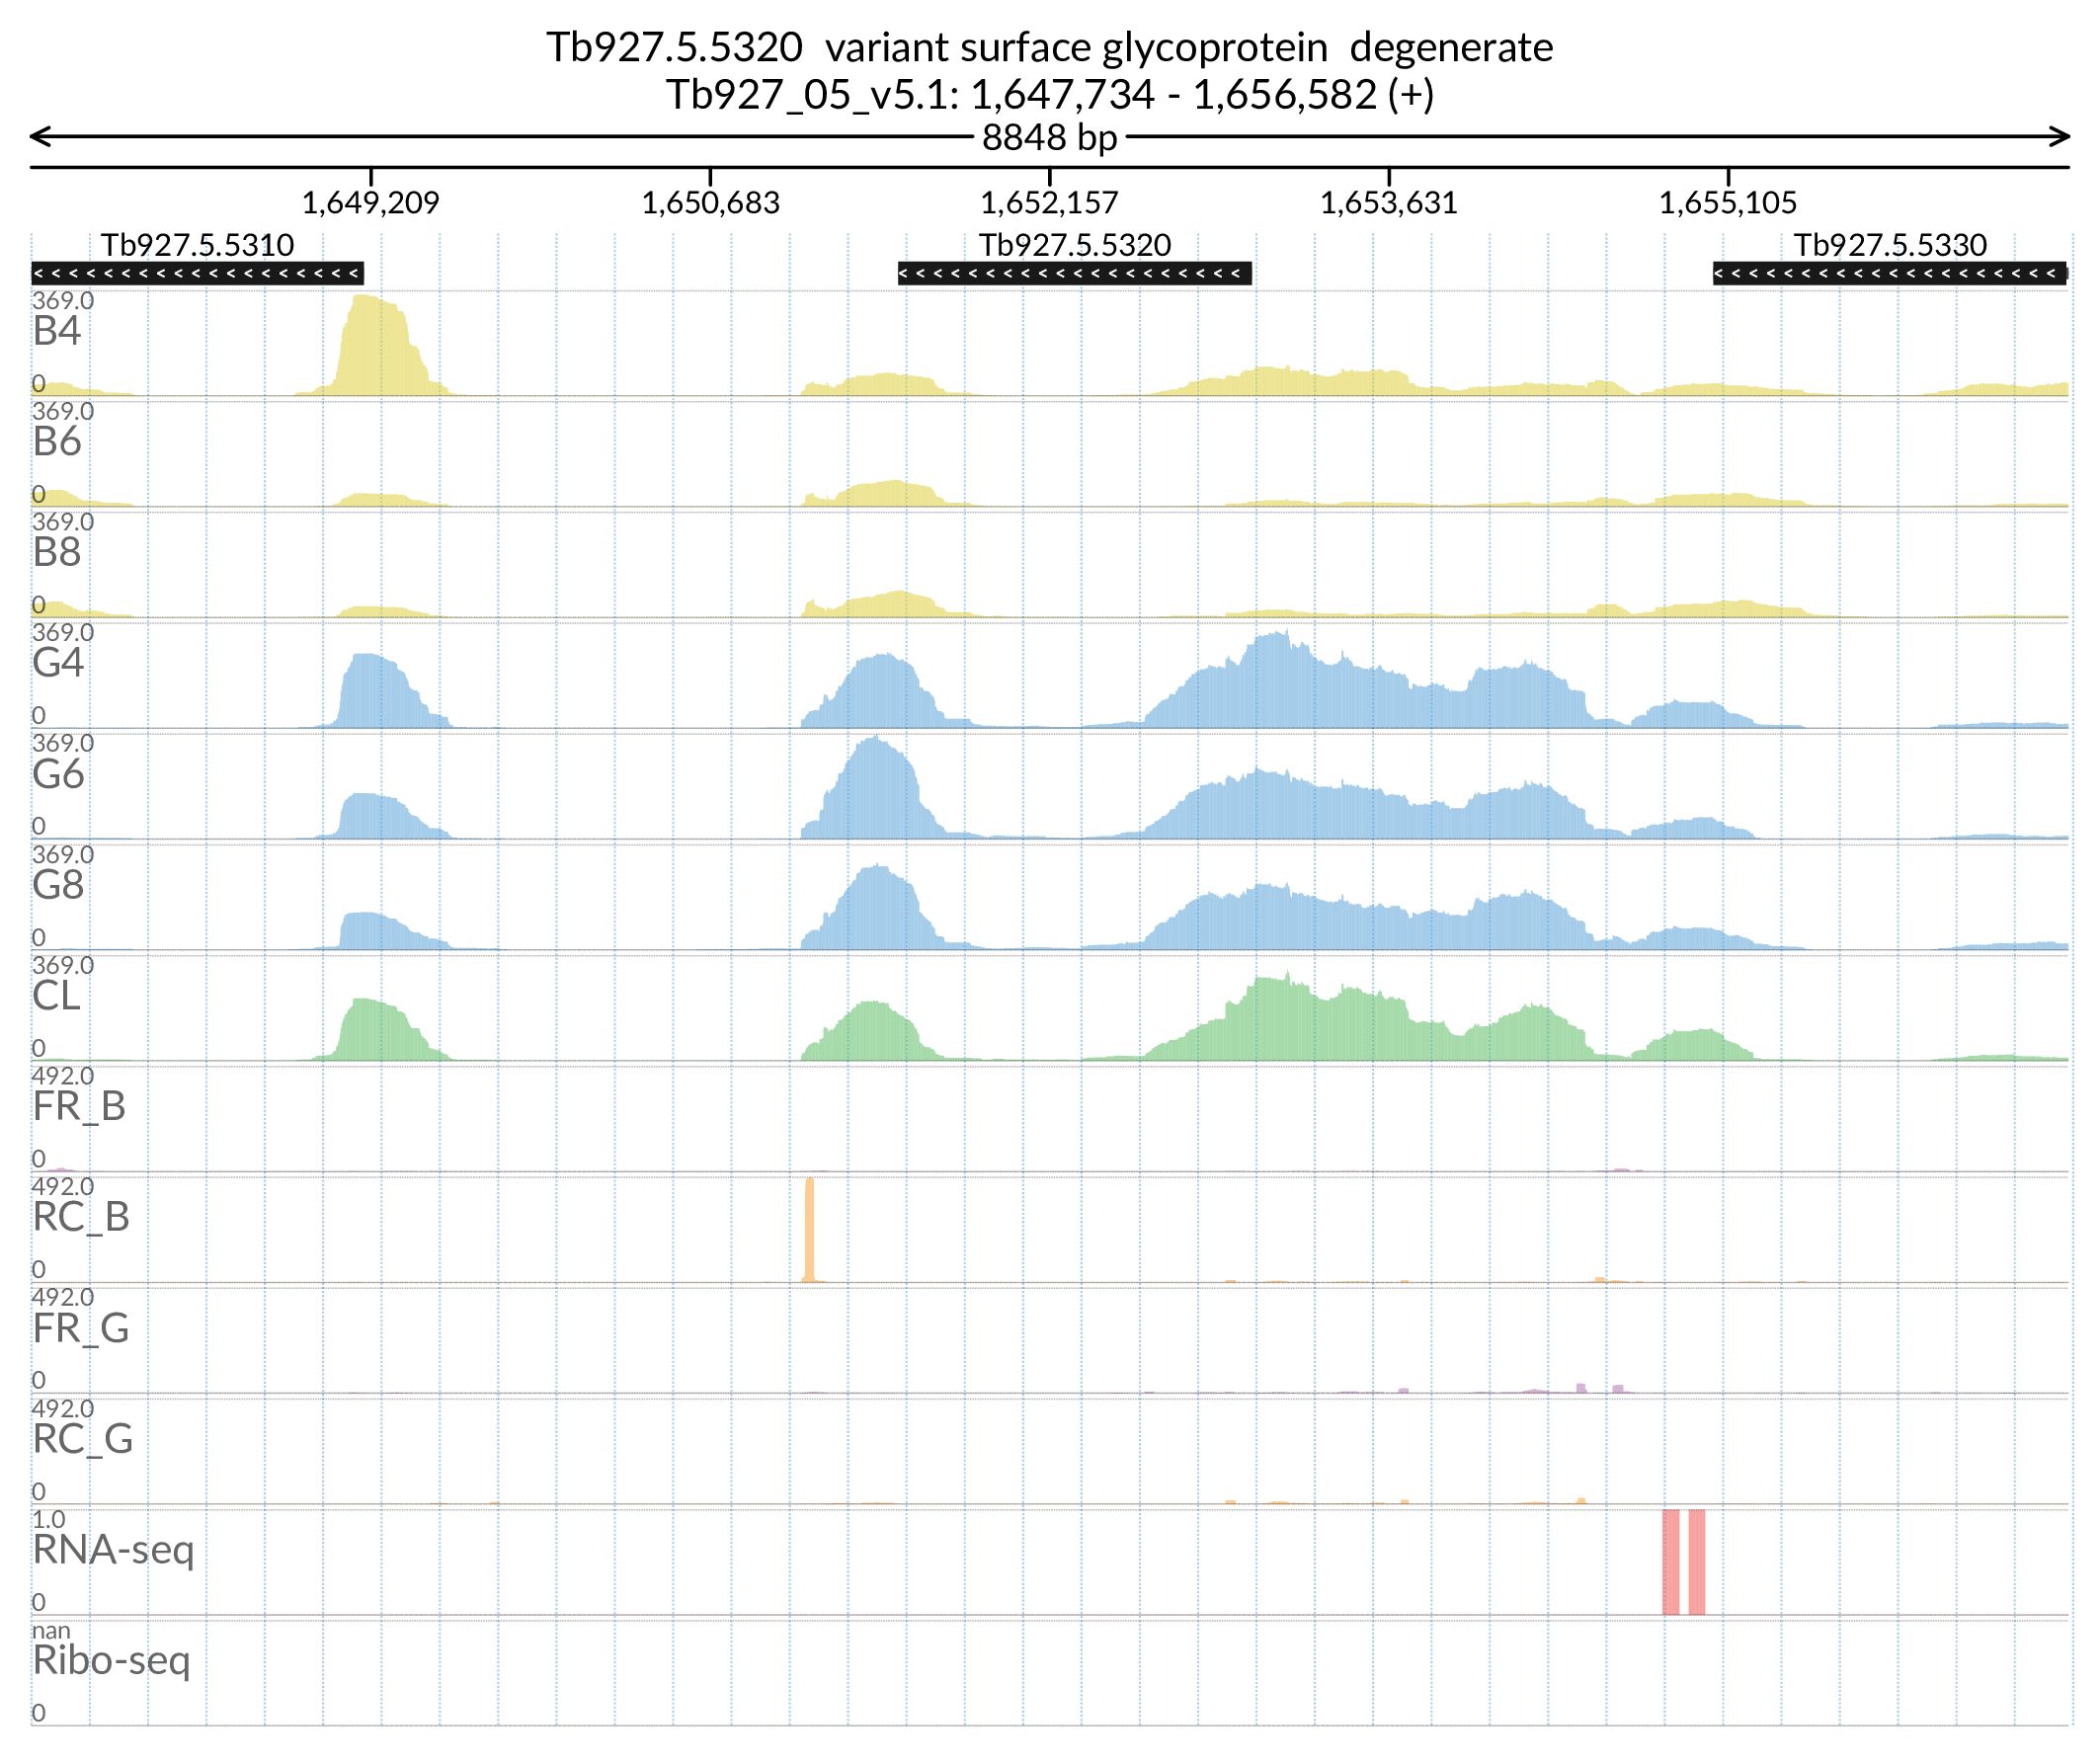 Tb927.5.5320  variant surface glycoprotein  degenerate
Tb927_05_v5.1: 1,647,734 - 1,656,582 (+)
8848 bp
1,649,209 1,650,683 1,652,157 1,653,631 1,655,105
Tb927.5.5310 Tb927.5.5320 Tb927.5.5330
369.0
B4
0
369.0
B6
0
369.0
B8
0
369.0
G4
0
369.0
G6
0
369.0
G8
0
369.0
CL
0
492.0
FR_B
0
492.0
RC_B
0
492.0
FR_G
0
492.0
RC_G
0
1.0
RNA-seq
0
nan
Ribo-seq
0